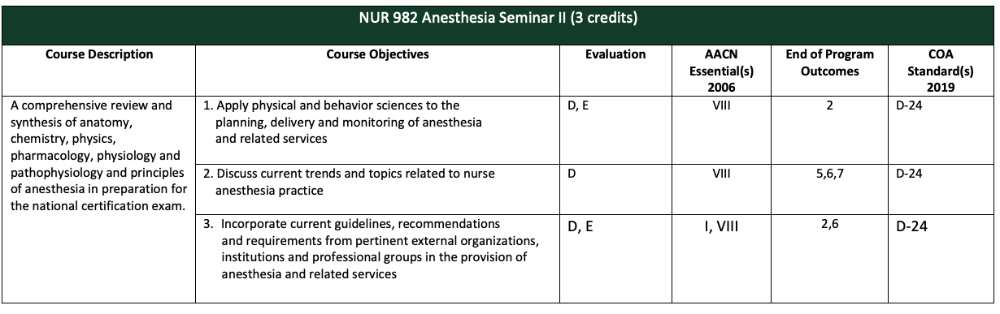 NUR 982 Anesthesia Seminar II (3 credits)
Course Description
Course Objectives
Evaluation
AACN
Essential(s)
2006
End of Program
Outcomes
COA
Standard(s)
2019
A comprehensive review and
synthesis of anatomy,
chemistry, physics,
pharmacology, physiology and
pathophysiology and principles
of anesthesia in preparation for
the national certification exam.
1. Apply physical and behavior sciences to the
planning, delivery and monitoring of anesthesia
and related services
D, E
VIII
2
D-24
2. Discuss current trends and topics related to nurse
anesthesia practice
D
VIII
5,6,7
D-24
3. Incorporate current guidelines, recommendations
and requirements from pertinent external organizations,
institutions and professional groups in the provision of
anesthesia and related services
D, E
I, VIII
2,6
D-24